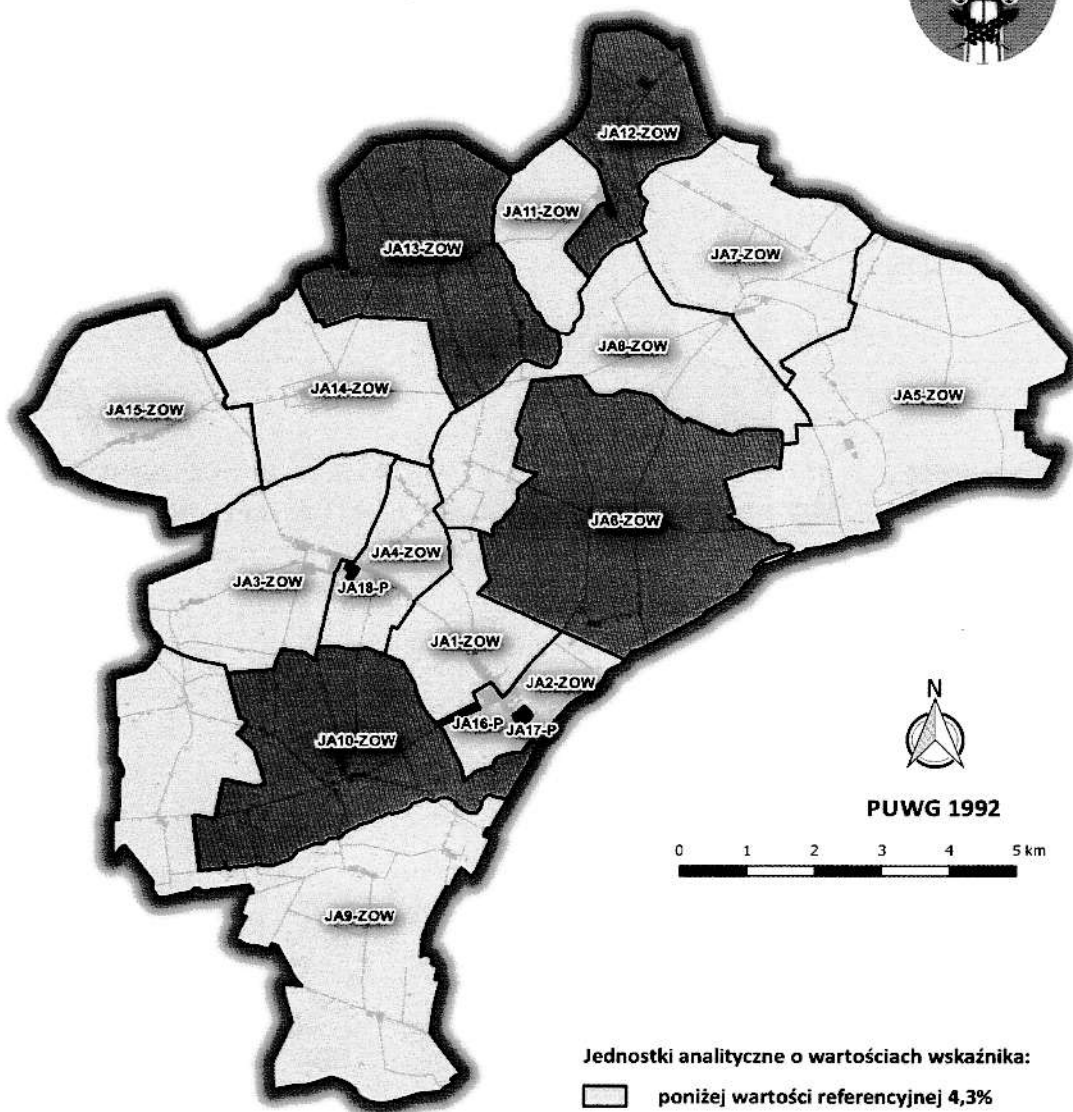 JA12-ZOW
JA11-ZOW
JA13-ZOW
JA7-ZOW
JA8-ZOW
JA14-ZOW
JA5-ZOW
JA15-ZOW
JA6-ZOW
JA4-ZOW
JA3-ZOW
JA18-P
JA1-ZOW
JA2-ZOW
JA16-P
JA17-P
JA10-ZOW
JA9-ZOW
N
PUWG 1992
0 1 2 3 4 5 km
Jednostki analityczne o wartościach wskaźnika:
poniżej wartości referencyjnej 4,3%